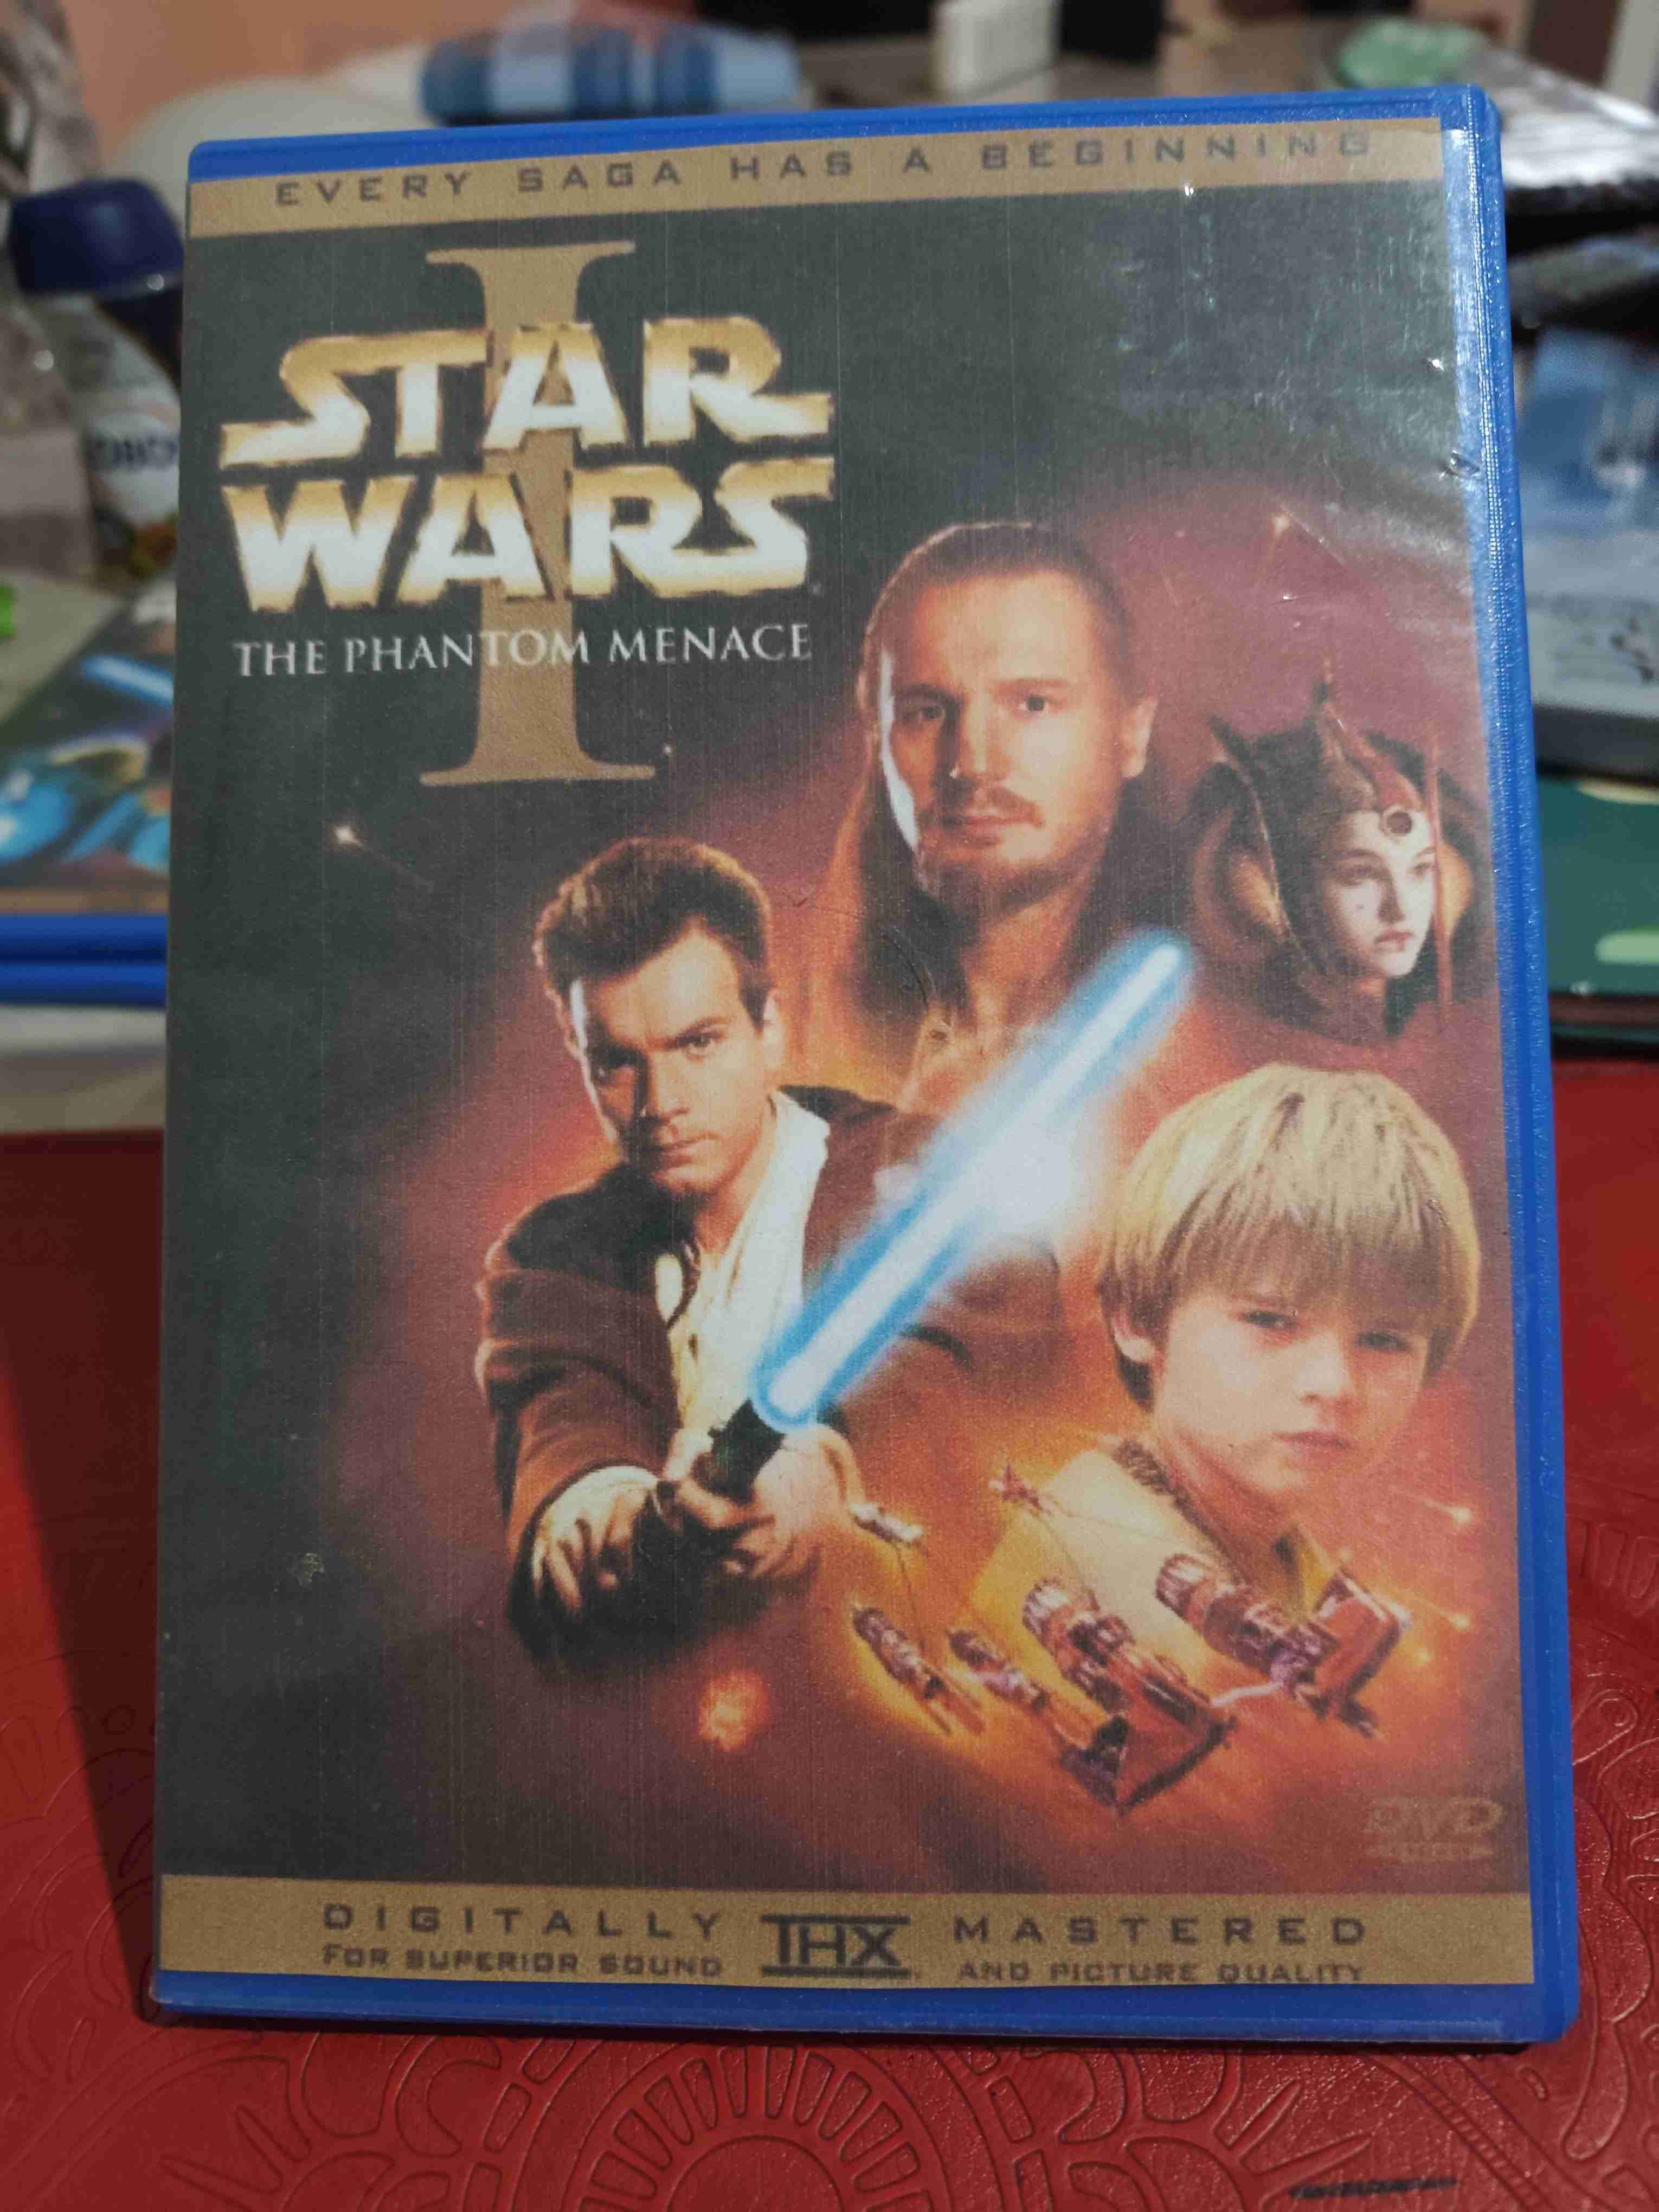 EVERY SAGA HAS A BEGINNING
I
STAR
WARS
THE PHANTOM MENACE
DVD
DIGITALLY THX MASTERED
FOR SUPERIOR SOUND AND PICTURE QUALITY